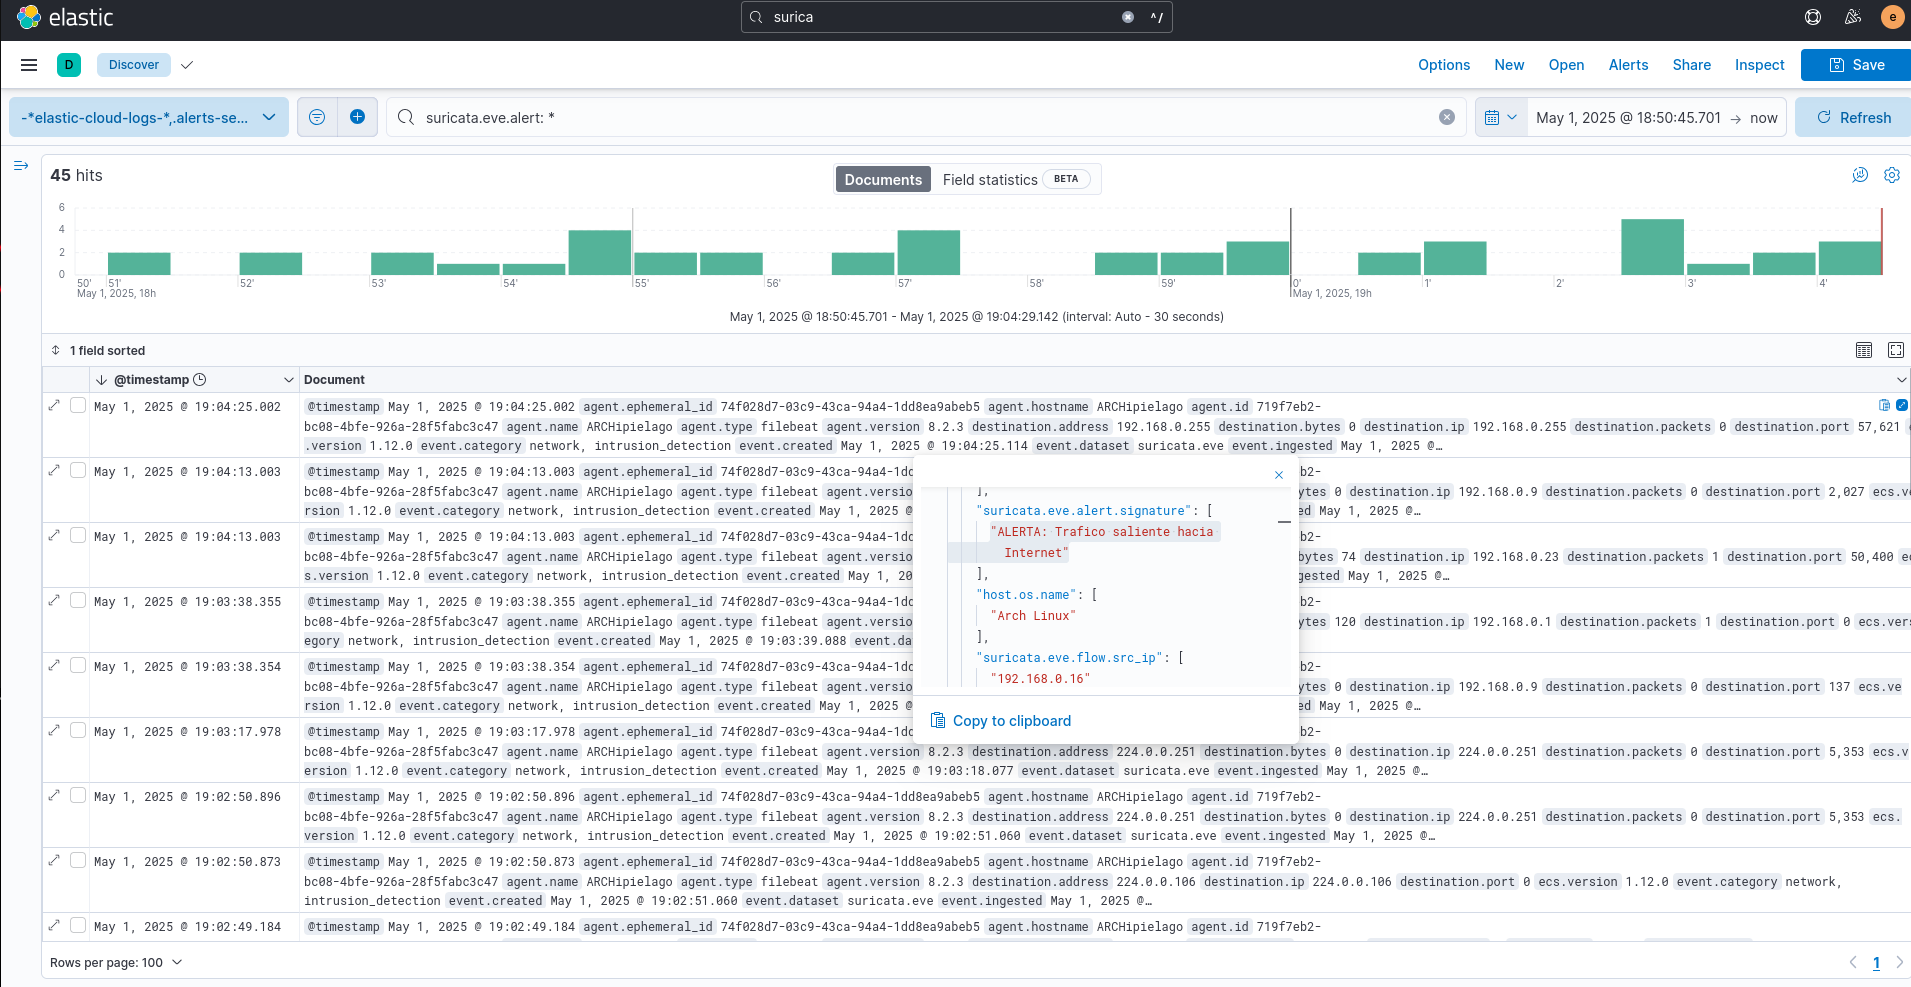 elastic
surica
^/
e
D
Discover
Options New Open Alerts Share Inspect Save
-*elastic-cloud-logs-*,.alerts-se...
suricata.eve.alert: *
May 1, 2025 @ 18:50:45.701 → now
Refresh
45 hits
Documents Field statistics BETA
6
4
2
0
50' 51' 52' 53' 54' 55' 56' 57' 58' 59' 0' 1' 2' 3' 4'
May 1, 2025, 18h May 1, 2025, 19h
May 1, 2025 @ 18:50:45.701 - May 1, 2025 @ 19:04:29.142 (interval: Auto - 30 seconds)
1 field sorted
@timestamp Document
May 1, 2025 @ 19:04:25.002 @timestamp May 1, 2025 @ 19:04:25.002 agent.ephemeral_id 74f028d7-03c9-43ca-94a4-1dd8ea9abeb5 agent.hostname ARCHipielago agent.id 719f7eb2-
bc08-4bfe-926a-28f5fabc3c47 agent.name ARCHipielago agent.type filebeat agent.version 8.2.3 destination.address 192.168.0.255 destination.bytes 0 destination.ip 192.168.0.255 destination.packets 0 destination.port 57,621
.version 1.12.0 event.category network, intrusion_detection event.created May 1, 2025 @ 19:04:25.114 event.dataset suricata.eve event.ingested May 1, 2025 @…
May 1, 2025 @ 19:04:13.003 @timestamp May 1, 2025 @ 19:04:13.003 agent.ephemeral_id 74f028d7-03c9-43ca-94a4-1dd b2-
bc08-4bfe-926a-28f5fabc3c47 agent.name ARCHipielago agent.type filebeat agent.versio ytes 0 destination.ip 192.168.0.9 destination.packets 0 destination.port 2,027 ecs.ve
rsion 1.12.0 event.category network, intrusion_detection event.created May 1, 2025 @ ed May 1, 2025 @…
May 1, 2025 @ 19:04:13.003 @timestamp May 1, 2025 @ 19:04:13.003 agent.ephemeral_id 74f028d7-03c9-43ca-94a4-1dd b2-
bc08-4bfe-926a-28f5fabc3c47 agent.name ARCHipielago agent.type filebeat agent.versio bytes 74 destination.ip 192.168.0.23 destination.packets 1 destination.port 50,400 ec
s.version 1.12.0 event.category network, intrusion_detection event.created May 1, 20 gested May 1, 2025 @…
May 1, 2025 @ 19:03:38.355 @timestamp May 1, 2025 @ 19:03:38.355 agent.ephemeral_id 74f028d7-03c9-43ca-94a4-1dd b2-
bc08-4bfe-926a-28f5fabc3c47 agent.name ARCHipielago agent.type filebeat agent.versio ytes 120 destination.ip 192.168.0.1 destination.packets 1 destination.port 0 ecs.vers
egory network, intrusion_detection event.created May 1, 2025 @ 19:03:39.088 event.da
May 1, 2025 @ 19:03:38.354 @timestamp May 1, 2025 @ 19:03:38.354 agent.ephemeral_id 74f028d7-03c9-43ca-94a4-1dd b2-
bc08-4bfe-926a-28f5fabc3c47 agent.name ARCHipielago agent.type filebeat agent.versio ytes 0 destination.ip 192.168.0.9 destination.packets 0 destination.port 137 ecs.ve
rsion 1.12.0 event.category network, intrusion_detection event.created May 1, 2025 @ ed May 1, 2025 @…
May 1, 2025 @ 19:03:17.978 @timestamp May 1, 2025 @ 19:03:17.978 agent.ephemeral_id 74f028d7-03c9-43ca-94a4-1dd b2-
bc08-4bfe-926a-28f5fabc3c47 agent.name ARCHipielago agent.type filebeat agent.version 8.2.3 destination.address 224.0.0.251 destination.bytes 0 destination.ip 224.0.0.251 destination.packets 0 destination.port 5,353 ecs.v
ersion 1.12.0 event.category network, intrusion_detection event.created May 1, 2025 @ 19:03:18.077 event.dataset suricata.eve event.ingested May 1, 2025 @…
May 1, 2025 @ 19:02:50.896 @timestamp May 1, 2025 @ 19:02:50.896 agent.ephemeral_id 74f028d7-03c9-43ca-94a4-1dd8ea9abeb5 agent.hostname ARCHipielago agent.id 719f7eb2-
bc08-4bfe-926a-28f5fabc3c47 agent.name ARCHipielago agent.type filebeat agent.version 8.2.3 destination.address 224.0.0.251 destination.bytes 0 destination.ip 224.0.0.251 destination.packets 0 destination.port 5,353 ecs.
version 1.12.0 event.category network, intrusion_detection event.created May 1, 2025 @ 19:02:51.060 event.dataset suricata.eve event.ingested May 1, 2025 @…
May 1, 2025 @ 19:02:50.873 @timestamp May 1, 2025 @ 19:02:50.873 agent.ephemeral_id 74f028d7-03c9-43ca-94a4-1dd8ea9abeb5 agent.hostname ARCHipielago agent.id 719f7eb2-
bc08-4bfe-926a-28f5fabc3c47 agent.name ARCHipielago agent.type filebeat agent.version 8.2.3 destination.address 224.0.0.106 destination.ip 224.0.0.106 destination.port 0 ecs.version 1.12.0 event.category network,
intrusion_detection event.created May 1, 2025 @ 19:02:51.060 event.dataset suricata.eve event.ingested May 1, 2025 @…
May 1, 2025 @ 19:02:49.184 @timestamp May 1, 2025 @ 19:02:49.184 agent.ephemeral_id 74f028d7-03c9-43ca-94a4-1dd8ea9abeb5 agent.hostname ARCHipielago agent.id 719f7eb2-
],
"suricata.eve.alert.signature": [
"ALERTA: Trafico saliente hacia
Internet"
],
"host.os.name": [
"Arch Linux"
],
"suricata.eve.flow.src_ip": [
"192.168.0.16"
Copy to clipboard
Rows per page: 100
1